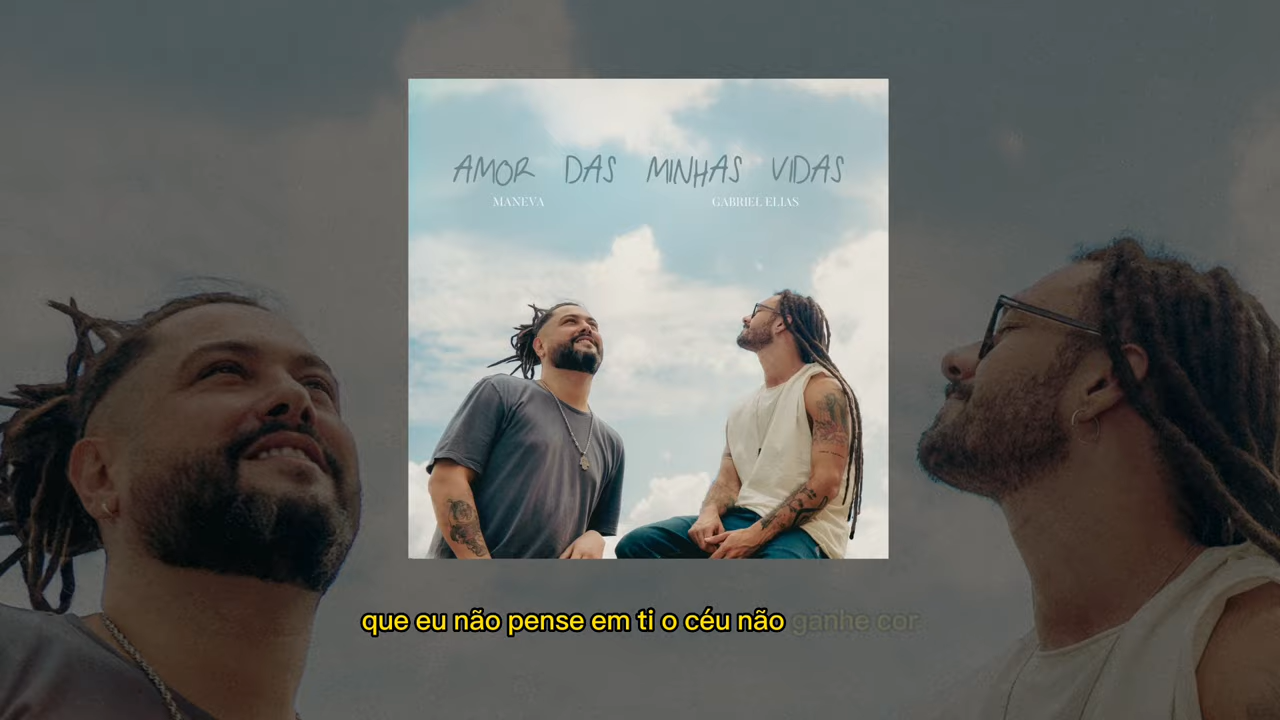 AMOR DAS MINHAS VIDAS
MANEVA GABRIEL ELIAS
que eu não pense em ti o céu não ganhe cor